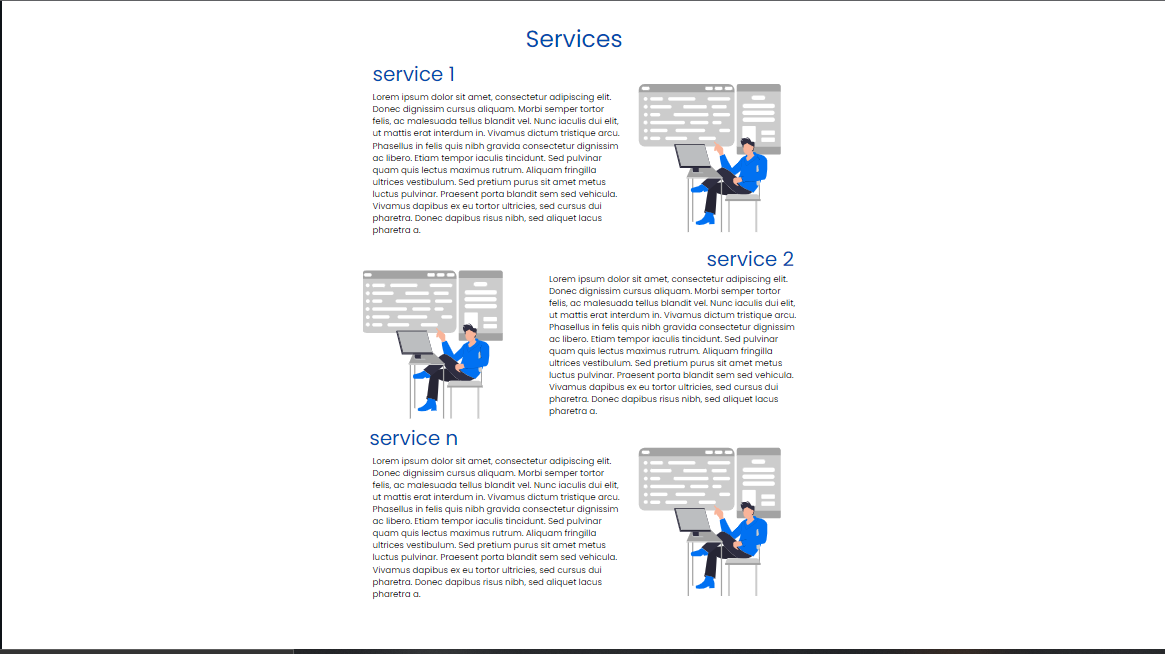 Services
service 1
Lorem ipsum dolor sit amet, consectetur adipiscing elit.
Donec dignissim cursus aliquam. Morbi semper tortor
felis, ac malesuada tellus blandit vel. Nunc iaculis dui elit,
ut mattis erat interdum in. Vivamus dictum tristique arcu.
Phasellus in felis quis nibh gravida consectetur dignissim
ac libero. Etiam tempor iaculis tincidunt. Sed pulvinar
quam quis lectus maximus rutrum. Aliquam fringilla
ultrices vestibulum. Sed pretium purus sit amet metus
luctus pulvinar. Praesent porta blandit sem sed vehicula.
Vivamus dapibus ex eu tortor ultricies, sed cursus dui
pharetra. Donec dapibus risus nibh, sed aliquet lacus
pharetra a.
service 2
Lorem ipsum dolor sit amet, consectetur adipiscing elit.
Donec dignissim cursus aliquam. Morbi semper tortor
felis, ac malesuada tellus blandit vel. Nunc iaculis dui elit,
ut mattis erat interdum in. Vivamus dictum tristique arcu.
Phasellus in felis quis nibh gravida consectetur dignissim
ac libero. Etiam tempor iaculis tincidunt. Sed pulvinar
quam quis lectus maximus rutrum. Aliquam fringilla
ultrices vestibulum. Sed pretium purus sit amet metus
luctus pulvinar. Praesent porta blandit sem sed vehicula.
Vivamus dapibus ex eu tortor ultricies, sed cursus dui
pharetra. Donec dapibus risus nibh, sed aliquet lacus
pharetra a.
service n
Lorem ipsum dolor sit amet, consectetur adipiscing elit.
Donec dignissim cursus aliquam. Morbi semper tortor
felis, ac malesuada tellus blandit vel. Nunc iaculis dui elit,
ut mattis erat interdum in. Vivamus dictum tristique arcu.
Phasellus in felis quis nibh gravida consectetur dignissim
ac libero. Etiam tempor iaculis tincidunt. Sed pulvinar
quam quis lectus maximus rutrum. Aliquam fringilla
ultrices vestibulum. Sed pretium purus sit amet metus
luctus pulvinar. Praesent porta blandit sem sed vehicula.
Vivamus dapibus ex eu tortor ultricies, sed cursus dui
pharetra. Donec dapibus risus nibh, sed aliquet lacus
pharetra a.